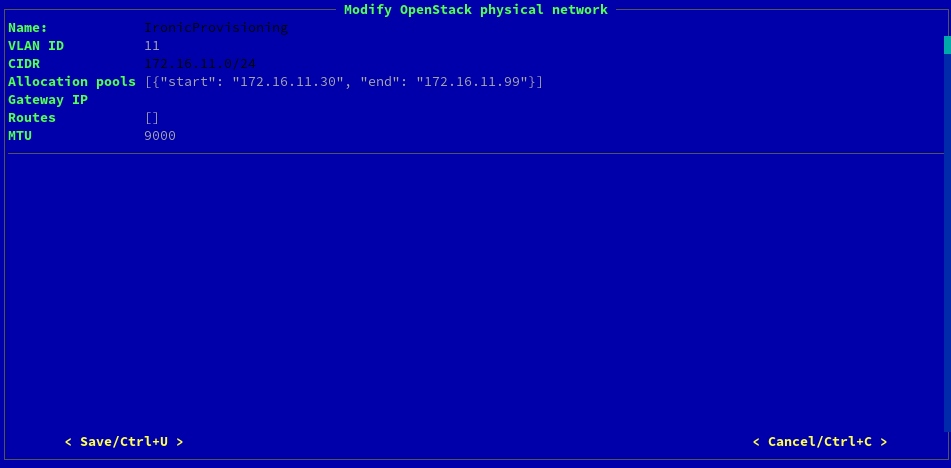 Modify OpenStack physical network
Name: IronicProvisioning
VLAN ID 11
CIDR 172.16.11.0/24
Allocation pools [{"start": "172.16.11.30", "end": "172.16.11.99"}]
Gateway IP
Routes []
MTU 9000
< Save/Ctrl+U > < Cancel/Ctrl+C >